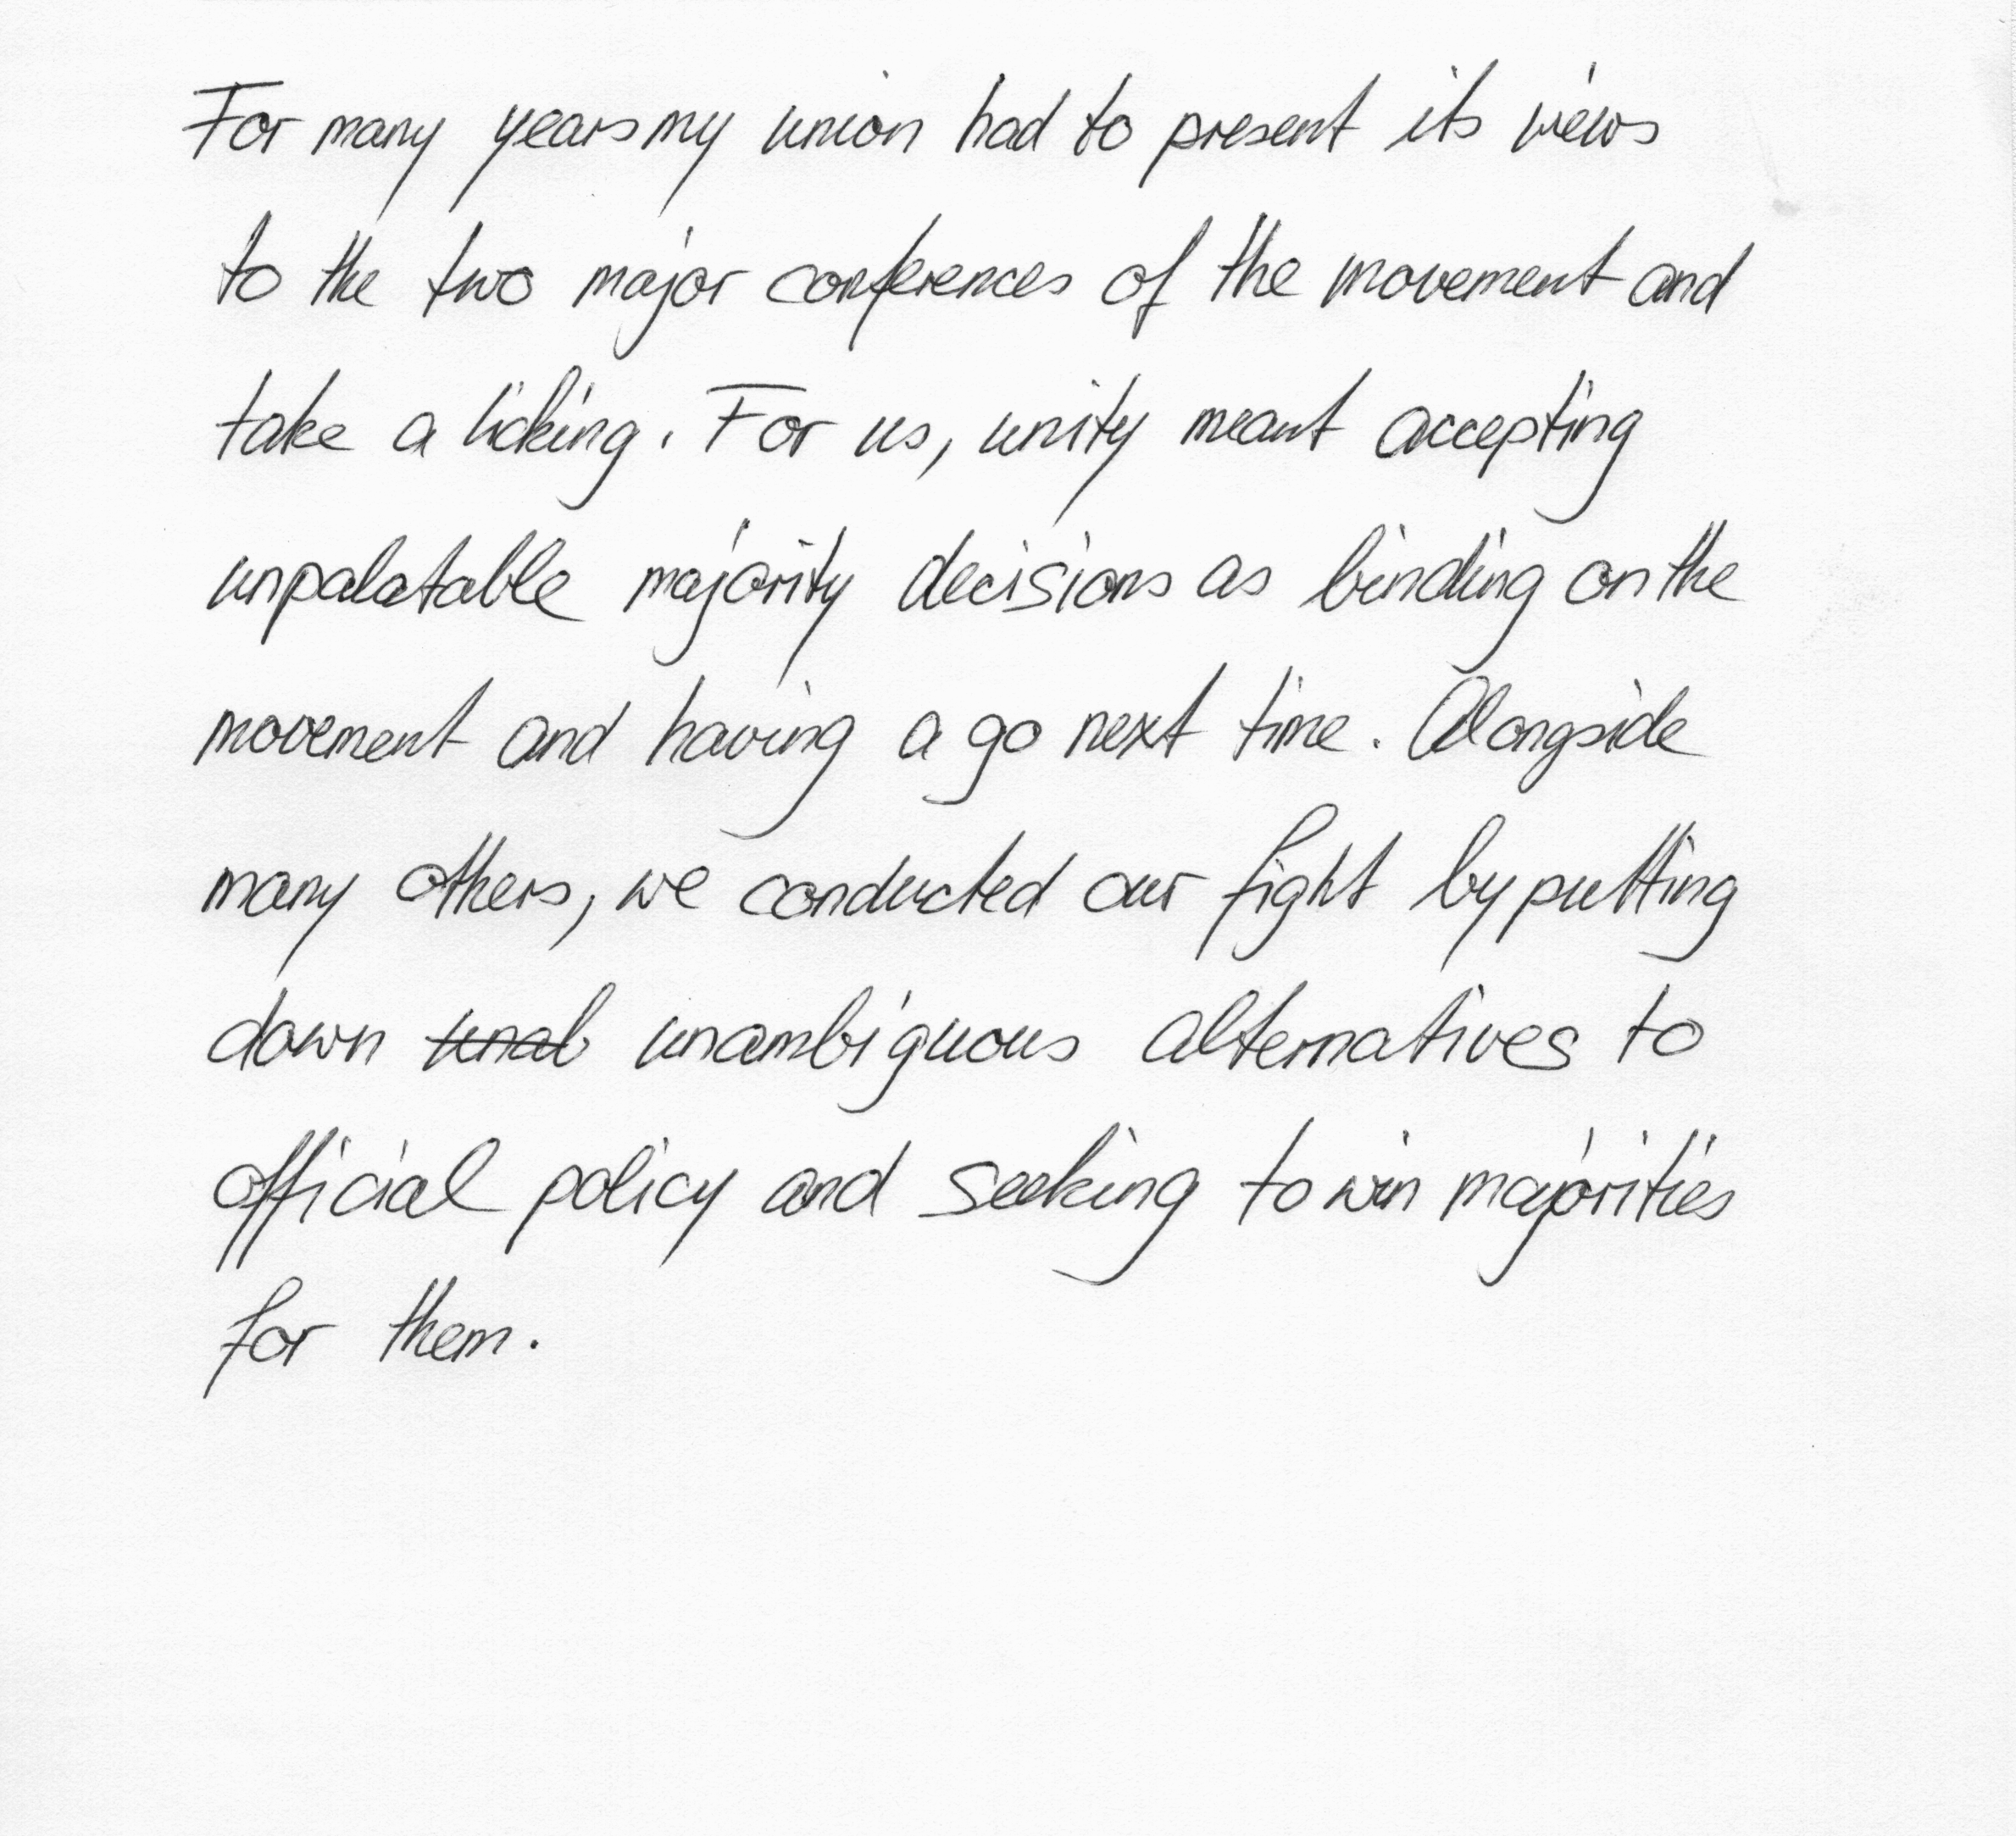 For many years my union had to present its views
to the two major conferences of the movement and
take a licking. For us, unity meant accepting
unpalatable majority decisions as binding on the
movement and having a go next time. Alongside
many others, we conducted our fight by putting
down unab unambiguous alternatives to
official policy and seeking to win majorities
for them.